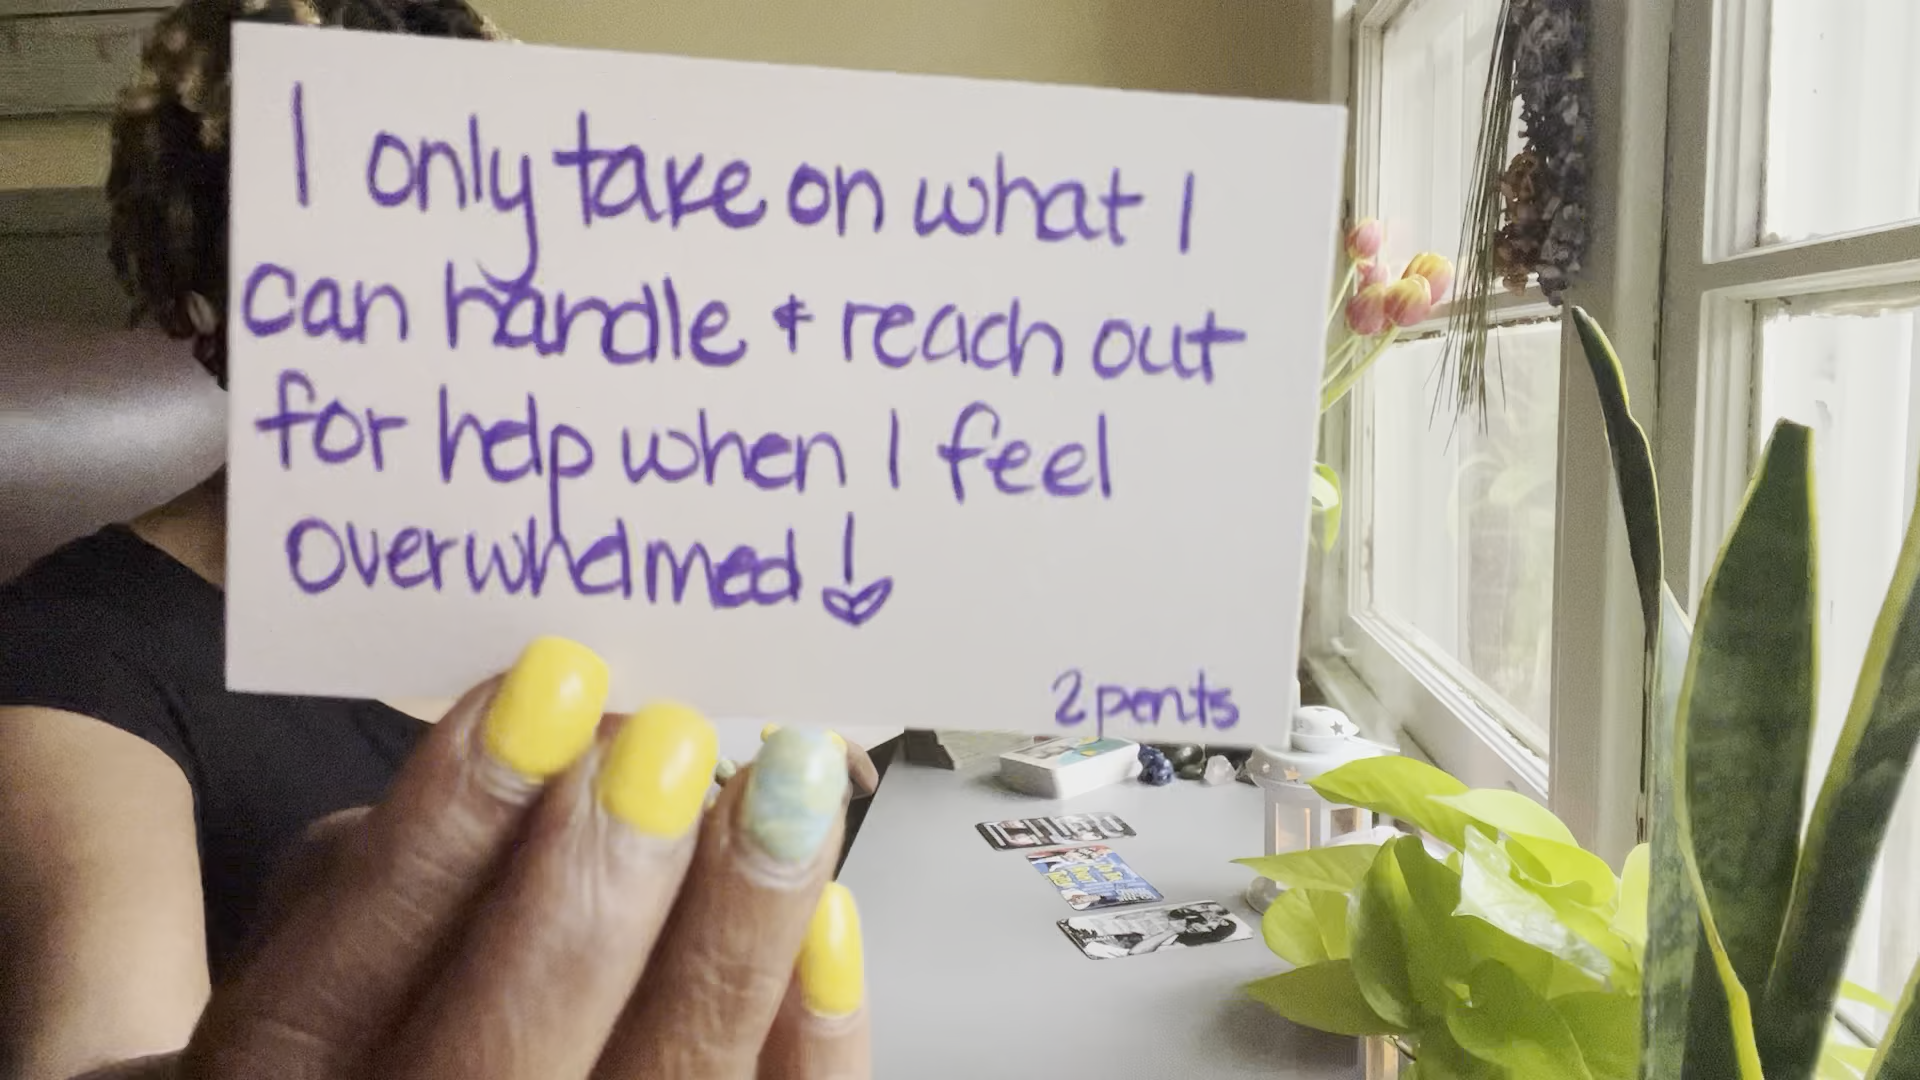 I only take on what I
can handle + reach out
for help when I feel
overwhelmed!
2 pents